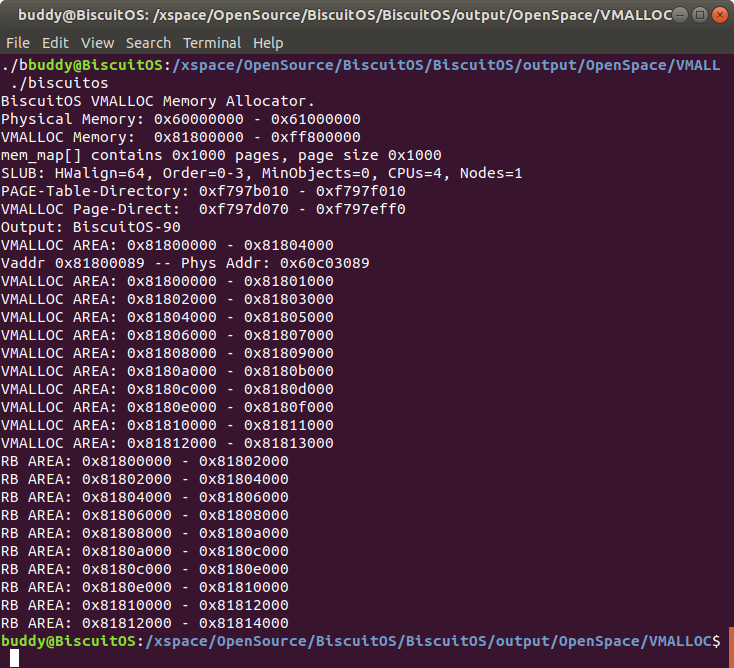 buddy@BiscuitOS: /xspace/OpenSource/BiscuitOS/BiscuitOS/output/OpenSpace/VMALLOC
File Edit View Search Terminal Help
./bbuddy@BiscuitOS:/xspace/OpenSource/BiscuitOS/BiscuitOS/output/OpenSpace/VMALL
 ./biscuitos
BiscuitOS VMALLOC Memory Allocator.
Physical Memory: 0x60000000 - 0x61000000
VMALLOC Memory:  0x81800000 - 0xff800000
mem_map[] contains 0x1000 pages, page size 0x1000
SLUB: HWalign=64, Order=0-3, MinObjects=0, CPUs=4, Nodes=1
PAGE-Table-Directory: 0xf797b010 - 0xf797f010
VMALLOC Page-Direct:  0xf797d070 - 0xf797eff0
Output: BiscuitOS-90
VMALLOC AREA: 0x81800000 - 0x81804000
Vaddr 0x81800089 -- Phys Addr: 0x60c03089
VMALLOC AREA: 0x81800000 - 0x81801000
VMALLOC AREA: 0x81802000 - 0x81803000
VMALLOC AREA: 0x81804000 - 0x81805000
VMALLOC AREA: 0x81806000 - 0x81807000
VMALLOC AREA: 0x81808000 - 0x81809000
VMALLOC AREA: 0x8180a000 - 0x8180b000
VMALLOC AREA: 0x8180c000 - 0x8180d000
VMALLOC AREA: 0x8180e000 - 0x8180f000
VMALLOC AREA: 0x81810000 - 0x81811000
VMALLOC AREA: 0x81812000 - 0x81813000
RB AREA: 0x81800000 - 0x81802000
RB AREA: 0x81802000 - 0x81804000
RB AREA: 0x81804000 - 0x81806000
RB AREA: 0x81806000 - 0x81808000
RB AREA: 0x81808000 - 0x8180a000
RB AREA: 0x8180a000 - 0x8180c000
RB AREA: 0x8180c000 - 0x8180e000
RB AREA: 0x8180e000 - 0x81810000
RB AREA: 0x81810000 - 0x81812000
RB AREA: 0x81812000 - 0x81814000
buddy@BiscuitOS:/xspace/OpenSource/BiscuitOS/BiscuitOS/output/OpenSpace/VMALLOC$